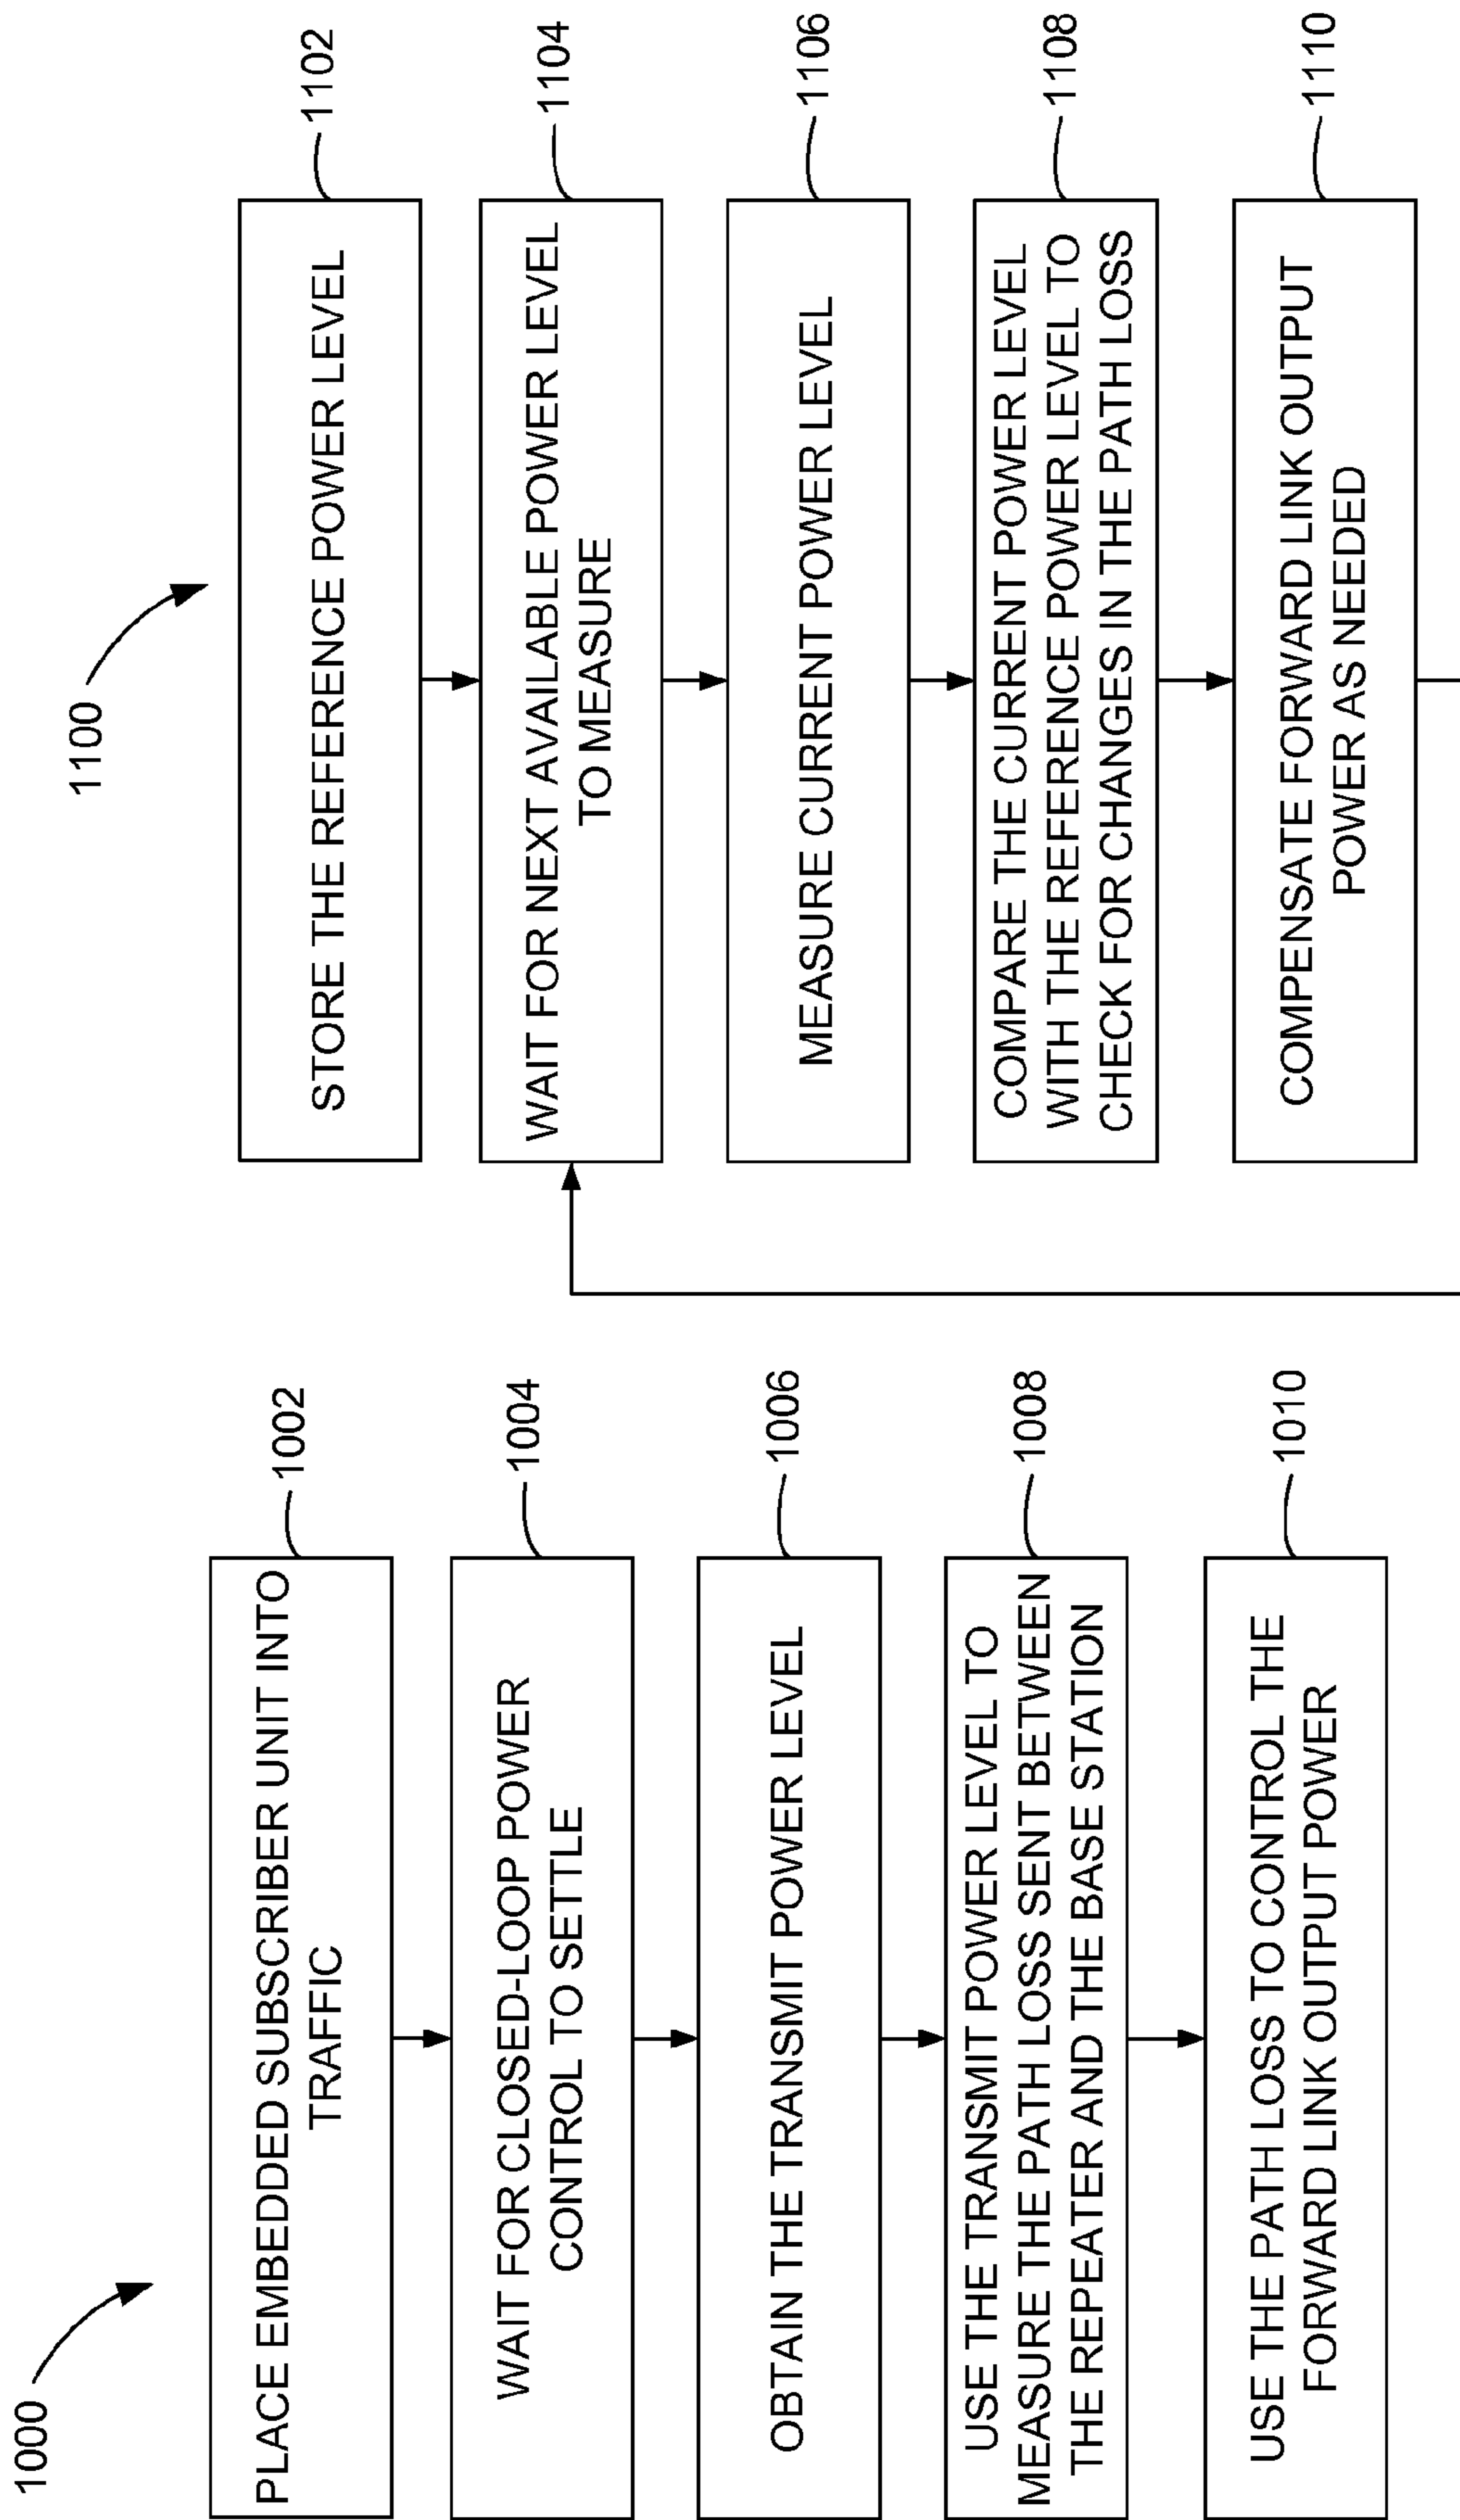 1000
PLACE EMBEDDED SUBSCRIBER UNIT INTO
TRAFFIC
1002
WAIT FOR CLOSED-LOOP POWER
CONTROL TO SETTLE
1004
OBTAIN THE TRANSMIT POWER LEVEL
1006
USE THE TRANSMIT POWER LEVEL TO
MEASURE THE PATH LOSS SENT BETWEEN
THE REPEATER AND THE BASE STATION
1008
USE THE PATH LOSS TO CONTROL THE
FORWARD LINK OUTPUT POWER
1010
1100
STORE THE REFERENCE POWER LEVEL
1102
WAIT FOR NEXT AVAILABLE POWER LEVEL
TO MEASURE
1104
MEASURE CURRENT POWER LEVEL
1106
COMPARE THE CURRENT POWER LEVEL
WITH THE REFERENCE POWER LEVEL TO
CHECK FOR CHANGES IN THE PATH LOSS
1108
COMPENSATE FORWARD LINK OUTPUT
POWER AS NEEDED
1110